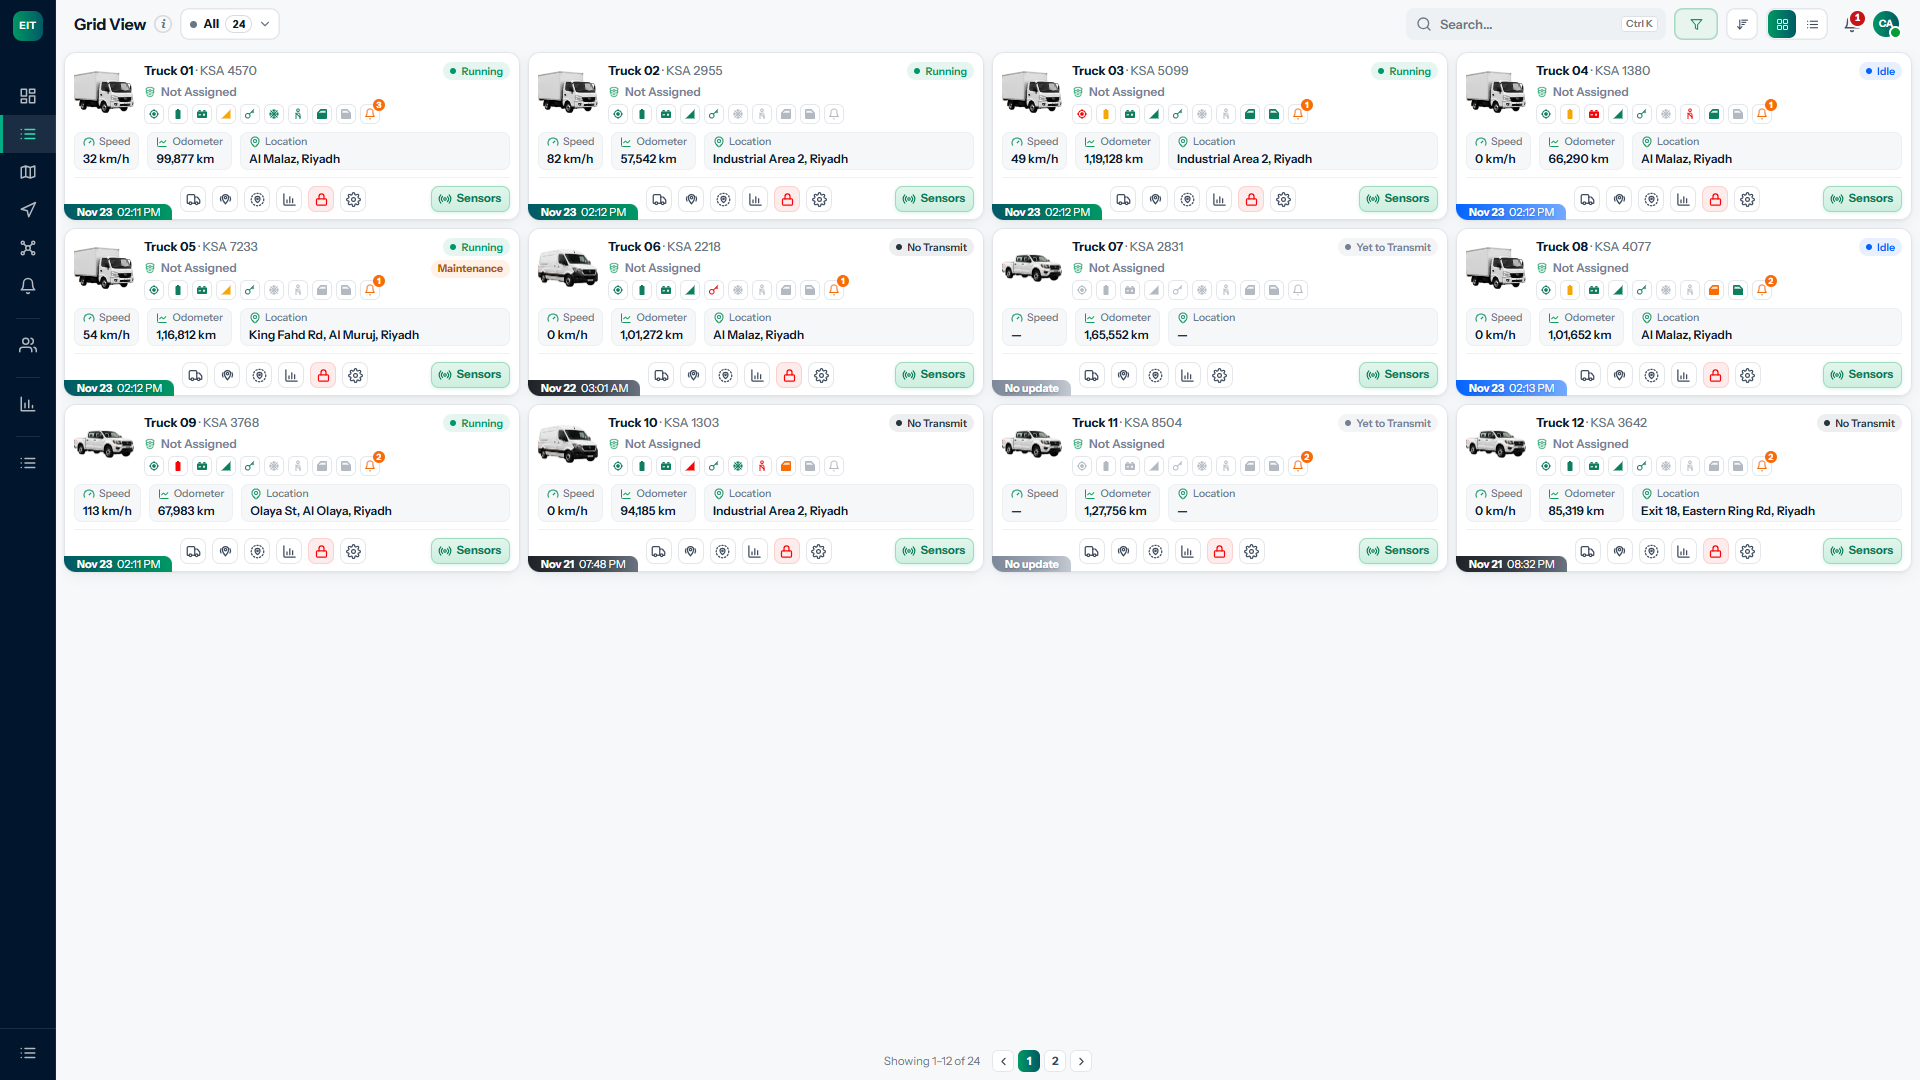 EIT
Grid View i All 24 Search... Ctrl K 1 CA
Truck 01 · KSA 4570 Running
Not Assigned
3
Speed Odometer Location
32 km/h 99,877 km Al Malaz, Riyadh
Nov 23 02:11 PM Sensors
Truck 02 · KSA 2955 Running
Not Assigned
Speed Odometer Location
82 km/h 57,542 km Industrial Area 2, Riyadh
Nov 23 02:12 PM Sensors
Truck 03 · KSA 5099 Running
Not Assigned
1
Speed Odometer Location
49 km/h 1,19,128 km Industrial Area 2, Riyadh
Nov 23 02:12 PM Sensors
Truck 04 · KSA 1380 Idle
Not Assigned
1
Speed Odometer Location
0 km/h 66,290 km Al Malaz, Riyadh
Nov 23 02:12 PM Sensors
Truck 05 · KSA 7233 Running
Not Assigned Maintenance
1
Speed Odometer Location
54 km/h 1,16,812 km King Fahd Rd, Al Muruj, Riyadh
Nov 23 02:12 PM Sensors
Truck 06 · KSA 2218 No Transmit
Not Assigned
1
Speed Odometer Location
0 km/h 1,01,272 km Al Malaz, Riyadh
Nov 22 03:01 AM Sensors
Truck 07 · KSA 2831 Yet to Transmit
Not Assigned
Speed Odometer Location
— 1,65,552 km —
No update Sensors
Truck 08 · KSA 4077 Idle
Not Assigned
2
Speed Odometer Location
0 km/h 1,01,652 km Al Malaz, Riyadh
Nov 23 02:13 PM Sensors
Truck 09 · KSA 3768 Running
Not Assigned
2
Speed Odometer Location
113 km/h 67,983 km Olaya St, Al Olaya, Riyadh
Nov 23 02:11 PM Sensors
Truck 10 · KSA 1303 No Transmit
Not Assigned
Speed Odometer Location
0 km/h 94,185 km Industrial Area 2, Riyadh
Nov 21 07:48 PM Sensors
Truck 11 · KSA 8504 Yet to Transmit
Not Assigned
2
Speed Odometer Location
— 1,27,756 km —
No update Sensors
Truck 12 · KSA 3642 No Transmit
Not Assigned
2
Speed Odometer Location
0 km/h 85,319 km Exit 18, Eastern Ring Rd, Riyadh
Nov 21 08:32 PM Sensors
Showing 1–12 of 24 1 2